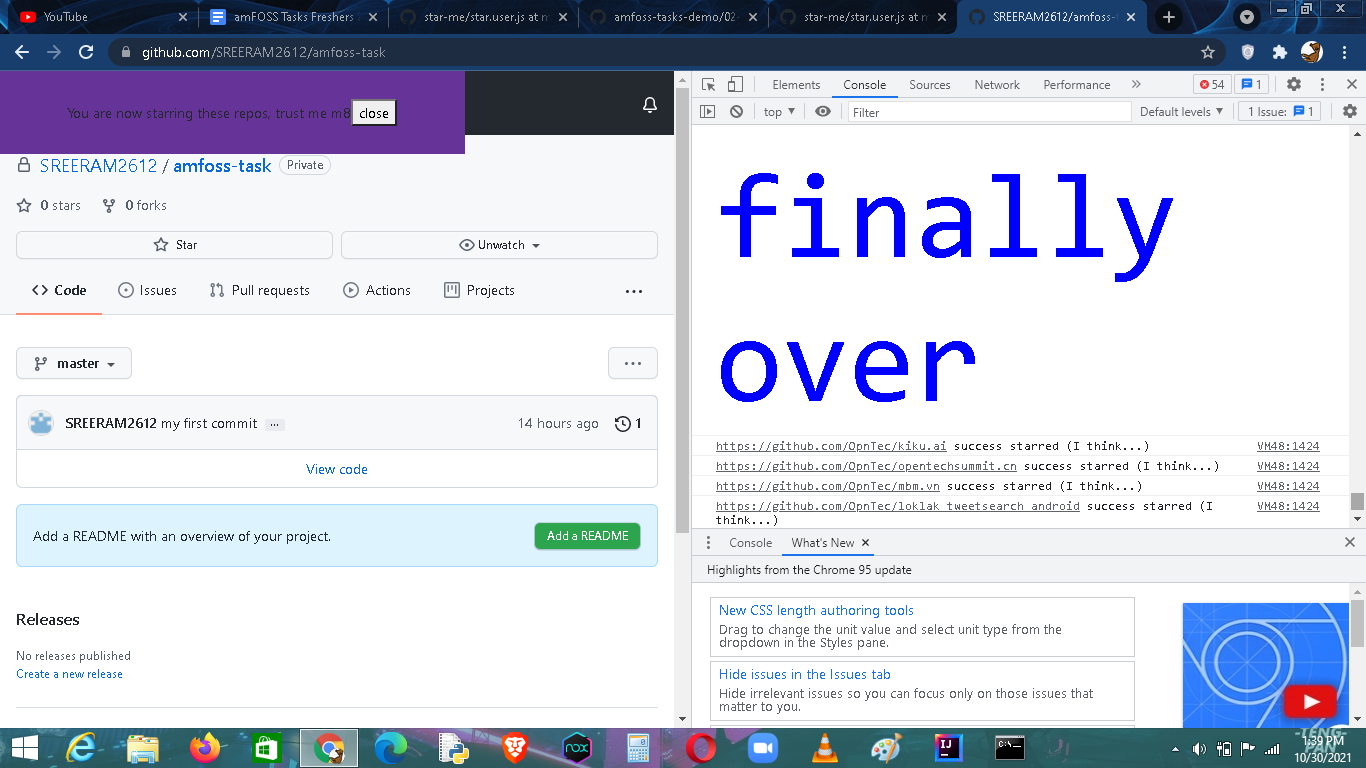 YouTube
amFOSS Tasks Freshers
star-me/star.user.js at m
amfoss-tasks-demo/02-
star-me/star.user.js at m
SREERAM2612/amfoss-
github.com/SREERAM2612/amfoss-task
You are now starring these repos, trust me m8 close
SREERAM2612 / amfoss-task Private
0 stars 0 forks
Star Unwatch
Code Issues Pull requests Actions Projects ...
master ...
SREERAM2612 my first commit ... 14 hours ago 1
View code
Add a README with an overview of your project. Add a README
Releases
No releases published
Create a new release
Elements Console Sources Network Performance » 54 1
top Filter Default levels 1 Issue: 1
finally
over
https://github.com/OpnTec/kiku.ai success starred (I think...) VM48:1424
https://github.com/OpnTec/opentechsummit.cn success starred (I think...) VM48:1424
https://github.com/OpnTec/mbm.vn success starred (I think...) VM48:1424
https://github.com/OpnTec/loklak_tweetsearch_android success starred (I VM48:1424
think...)
Console What's New
Highlights from the Chrome 95 update
New CSS length authoring tools
Drag to change the unit value and select unit type from the
dropdown in the Styles pane.
Hide issues in the Issues tab
Hide irrelevant issues so you can focus only on those issues that
matter to you.
nox
IJ
C:\
1:39 PM
10/30/2021